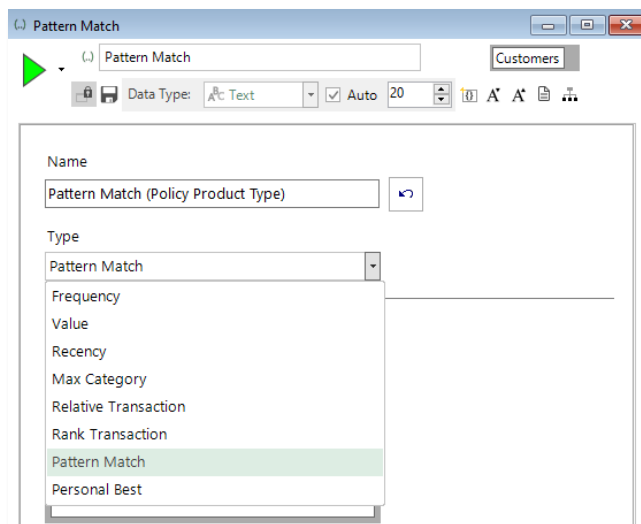 Pattern Match
Pattern Match
Customers
Data Type: ABC Text Auto 20
Name
Pattern Match (Policy Product Type)
Type
Pattern Match
Frequency
Value
Recency
Max Category
Relative Transaction
Rank Transaction
Pattern Match
Personal Best